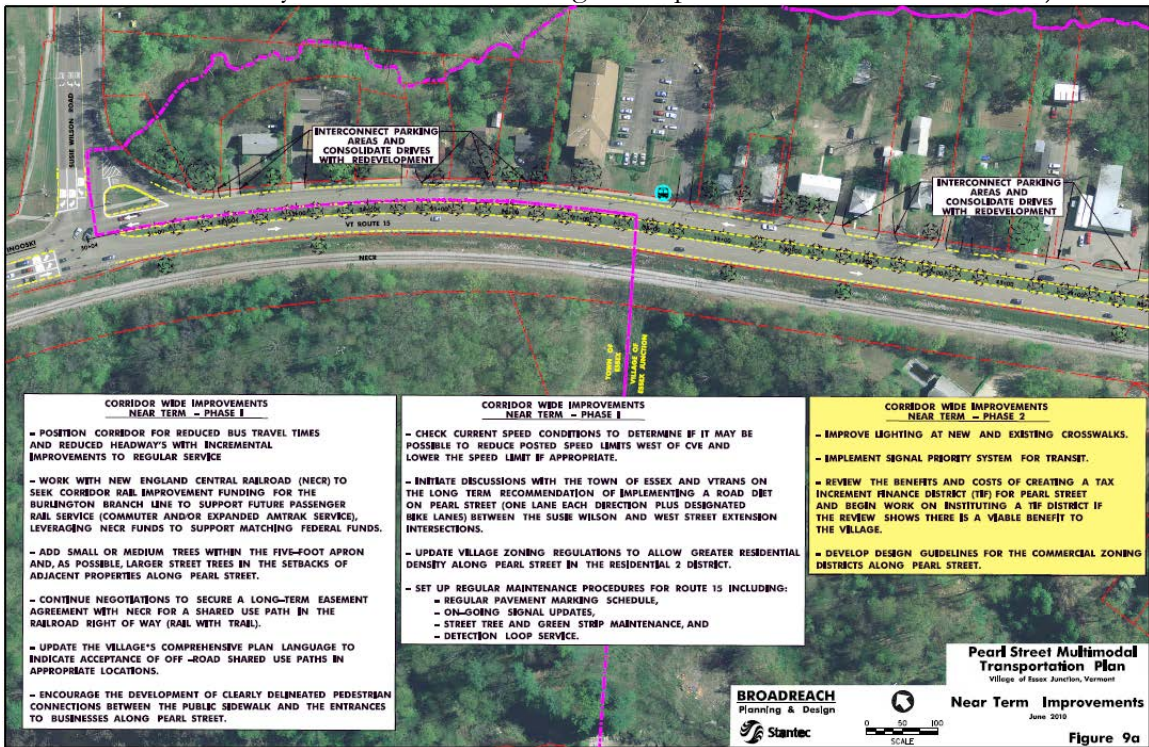 SUSIE WILSON ROAD
INTERCONNECT PARKING
AREAS AND
CONSOLIDATE DRIVES
WITH REDEVELOPMENT
INTERCONNECT PARKING
AREAS AND
CONSOLIDATE DRIVES
WITH REDEVELOPMENT
INOOSKI
VT ROUTE 15
NECR
TOWN OF
ESSEX
VILLAGE OF
ESSEX JUNCTION
CORRIDOR WIDE IMPROVEMENTS
NEAR TERM – PHASE I
– POSITION CORRIDOR FOR REDUCED BUS TRAVEL TIMES
AND REDUCED HEADWAY'S WITH INCREMENTAL
IMPROVEMENTS TO REGULAR SERVICE
– WORK WITH NEW ENGLAND CENTRAL RAILROAD (NECR) TO
SEEK CORRIDOR RAIL IMPROVEMENT FUNDING FOR THE
BURLINGTON BRANCH LINE TO SUPPORT FUTURE PASSENGER
RAIL SERVICE (COMMUTER AND/OR EXPANDED AMTRAK SERVICE),
LEVERAGING NECR FUNDS TO SUPPORT MATCHING FEDERAL FUNDS.
– ADD SMALL OR MEDIUM TREES WITHIN THE FIVE–FOOT APRON
AND, AS POSSIBLE, LARGER STREET TREES IN THE SETBACKS OF
ADJACENT PROPERTIES ALONG PEARL STREET.
– CONTINUE NEGOTIATIONS TO SECURE A LONG–TERM EASEMENT
AGREEMENT WITH NECR FOR A SHARED USE PATH IN THE
RAILROAD RIGHT OF WAY (RAIL WITH TRAIL).
– UPDATE THE VILLAGE'S COMPREHENSIVE PLAN LANGUAGE TO
INDICATE ACCEPTANCE OF OFF –ROAD SHARED USE PATHS IN
APPROPRIATE LOCATIONS.
– ENCOURAGE THE DEVELOPMENT OF CLEARLY DELINEATED PEDESTRIAN
CONNECTIONS BETWEEN THE PUBLIC SIDEWALK AND THE ENTRANCES
TO BUSINESSES ALONG PEARL STREET.
CORRIDOR WIDE IMPROVEMENTS
NEAR TERM – PHASE I
– CHECK CURRENT SPEED CONDITIONS TO DETERMINE IF IT MAY BE
POSSIBLE TO REDUCE POSTED SPEED LIMITS WEST OF CVE AND
LOWER THE SPEED LIMIT IF APPROPRIATE.
– INITIATE DISCUSSIONS WITH THE TOWN OF ESSEX AND VTRANS ON
THE LONG TERM RECOMMENDATION OF IMPLEMENTING A ROAD DIET
ON PEARL STREET (ONE LANE EACH DIRECTION PLUS DESIGNATED
BIKE LANES) BETWEEN THE SUSIE WILSON AND WEST STREET EXTENSION
INTERSECTIONS.
– UPDATE VILLAGE ZONING REGULATIONS TO ALLOW GREATER RESIDENTIAL
DENSITY ALONG PEARL STREET IN THE RESIDENTIAL 2 DISTRICT.
– SET UP REGULAR MAINTENANCE PROCEDURES FOR ROUTE 15 INCLUDING:
– REGULAR PAVEMENT MARKING SCHEDULE,
– ON–GOING SIGNAL UPDATES,
– STREET TREE AND GREEN STRIP MAINTENANCE, AND
– DETECTION LOOP SERVICE.
CORRIDOR WIDE IMPROVEMENTS
NEAR TERM – PHASE 2
– IMPROVE LIGHTING AT NEW AND EXISTING CROSSWALKS.
– IMPLEMENT SIGNAL PRIORITY SYSTEM FOR TRANSIT.
– REVIEW THE BENEFITS AND COSTS OF CREATING A TAX
INCREMENT FINANCE DISTRICT (TIF) FOR PEARL STREET
AND BEGIN WORK ON INSTITUTING A TIF DISTRICT IF
THE REVIEW SHOWS THERE IS A VIABLE BENEFIT TO
THE VILLAGE.
– DEVELOP DESIGN GUIDELINES FOR THE COMMERCIAL ZONING
DISTRICTS ALONG PEARL STREET.
BROADREACH
Planning & Design
Stantec
0 50 100
SCALE
Pearl Street Multimodal
Transportation Plan
Village of Essex Junction, Vermont
Near Term Improvements
June 2010
Figure 9a